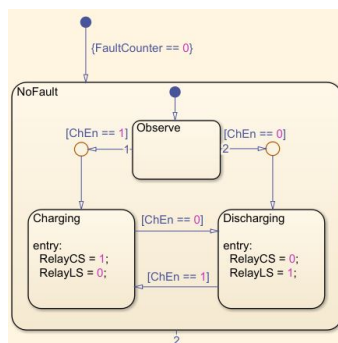 {FaultCounter == 0}
NoFault
[ChEn == 1]
Observe
[ChEn == 0]
1
2
Charging
entry:
RelayCS = 1;
RelayLS = 0;
[ChEn == 0]
[ChEn == 1]
Discharging
entry:
RelayCS = 0;
RelayLS = 1;
2